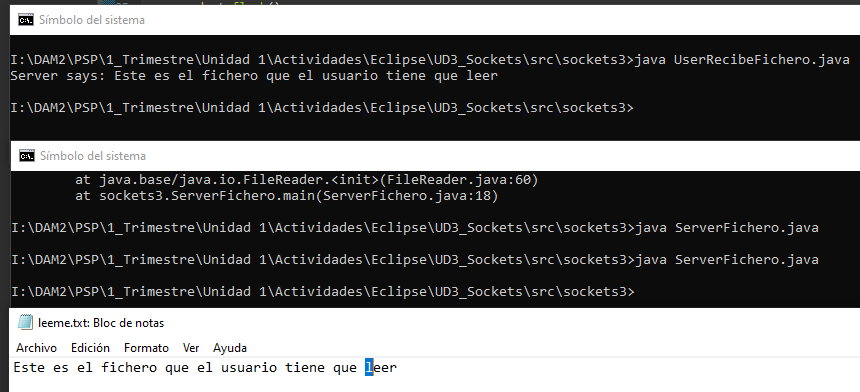 Símbolo del sistema
I:\DAM2\PSP\1_Trimestre\Unidad 1\Actividades\Eclipse\UD3_Sockets\src\sockets3>java UserRecibeFichero.java
Server says: Este es el fichero que el usuario tiene que leer
I:\DAM2\PSP\1_Trimestre\Unidad 1\Actividades\Eclipse\UD3_Sockets\src\sockets3>
Símbolo del sistema
at java.base/java.io.FileReader.<init>(FileReader.java:60)
at sockets3.ServerFichero.main(ServerFichero.java:18)
I:\DAM2\PSP\1_Trimestre\Unidad 1\Actividades\Eclipse\UD3_Sockets\src\sockets3>java ServerFichero.java
I:\DAM2\PSP\1_Trimestre\Unidad 1\Actividades\Eclipse\UD3_Sockets\src\sockets3>java ServerFichero.java
I:\DAM2\PSP\1_Trimestre\Unidad 1\Actividades\Eclipse\UD3_Sockets\src\sockets3>
leeme.txt: Bloc de notas
Archivo Edición Formato Ver Ayuda
Este es el fichero que el usuario tiene que leer